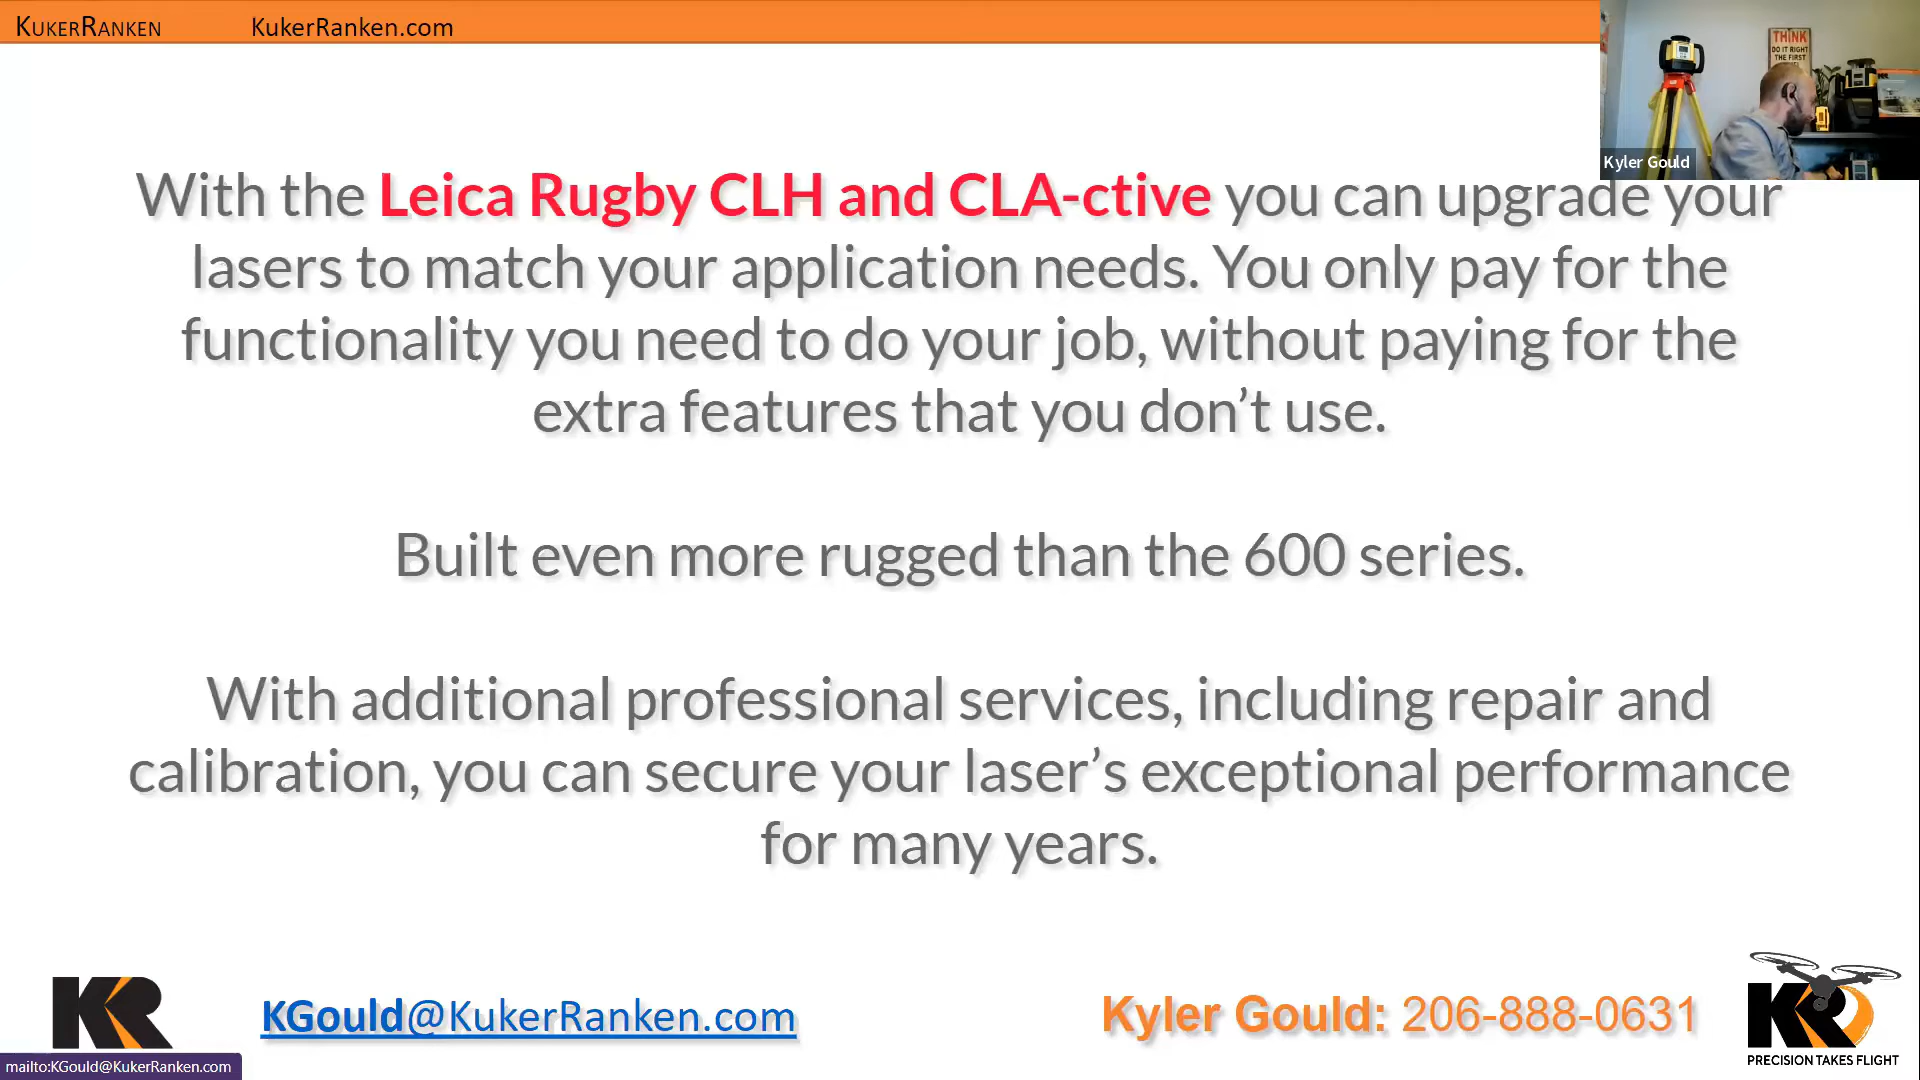 KUKERRANKEN KukerRanken.com
THINK
DO IT RIGHT
THE FIRST
Kyler Gould
With the Leica Rugby CLH and CLA-ctive you can upgrade your
lasers to match your application needs. You only pay for the
functionality you need to do your job, without paying for the
extra features that you don’t use.
Built even more rugged than the 600 series.
With additional professional services, including repair and
calibration, you can secure your laser’s exceptional performance
for many years.
KR
KGould@KukerRanken.com
Kyler Gould: 206-888-0631
KR
PRECISION TAKES FLIGHT
mailto:KGould@KukerRanken.com